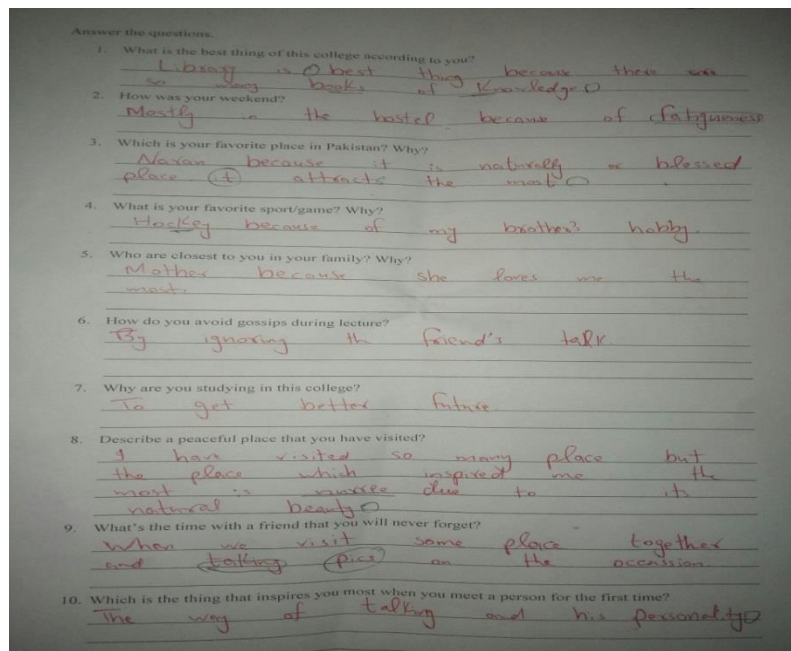 Answer the questions.
1. What is the best thing of this college according to you?
Library is best thing because there are
so many books of Knowledge
2. How was your weekend?
Mostly in the hostel because of fatigueness
3. Which is your favorite place in Pakistan? Why?
Naran because it is naturally blessed
place it attracts the most
4. What is your favorite sport/game? Why?
Hockey because of my brother's hobby.
5. Who are closest to you in your family? Why?
Mother because she loves me the
most.
6. How do you avoid gossips during lecture?
By ignoring th friend's talk
7. Why are you studying in this college?
To get better future.
8. Describe a peaceful place that you have visited?
I have visited so many place but
the place which inspired me the
most is due to its
natural beauty
9. What's the time with a friend that you will never forget?
When we visit some place together
and talking pics on the occassion.
10. Which is the thing that inspires you most when you meet a person for the first time?
The way of talking and his personality